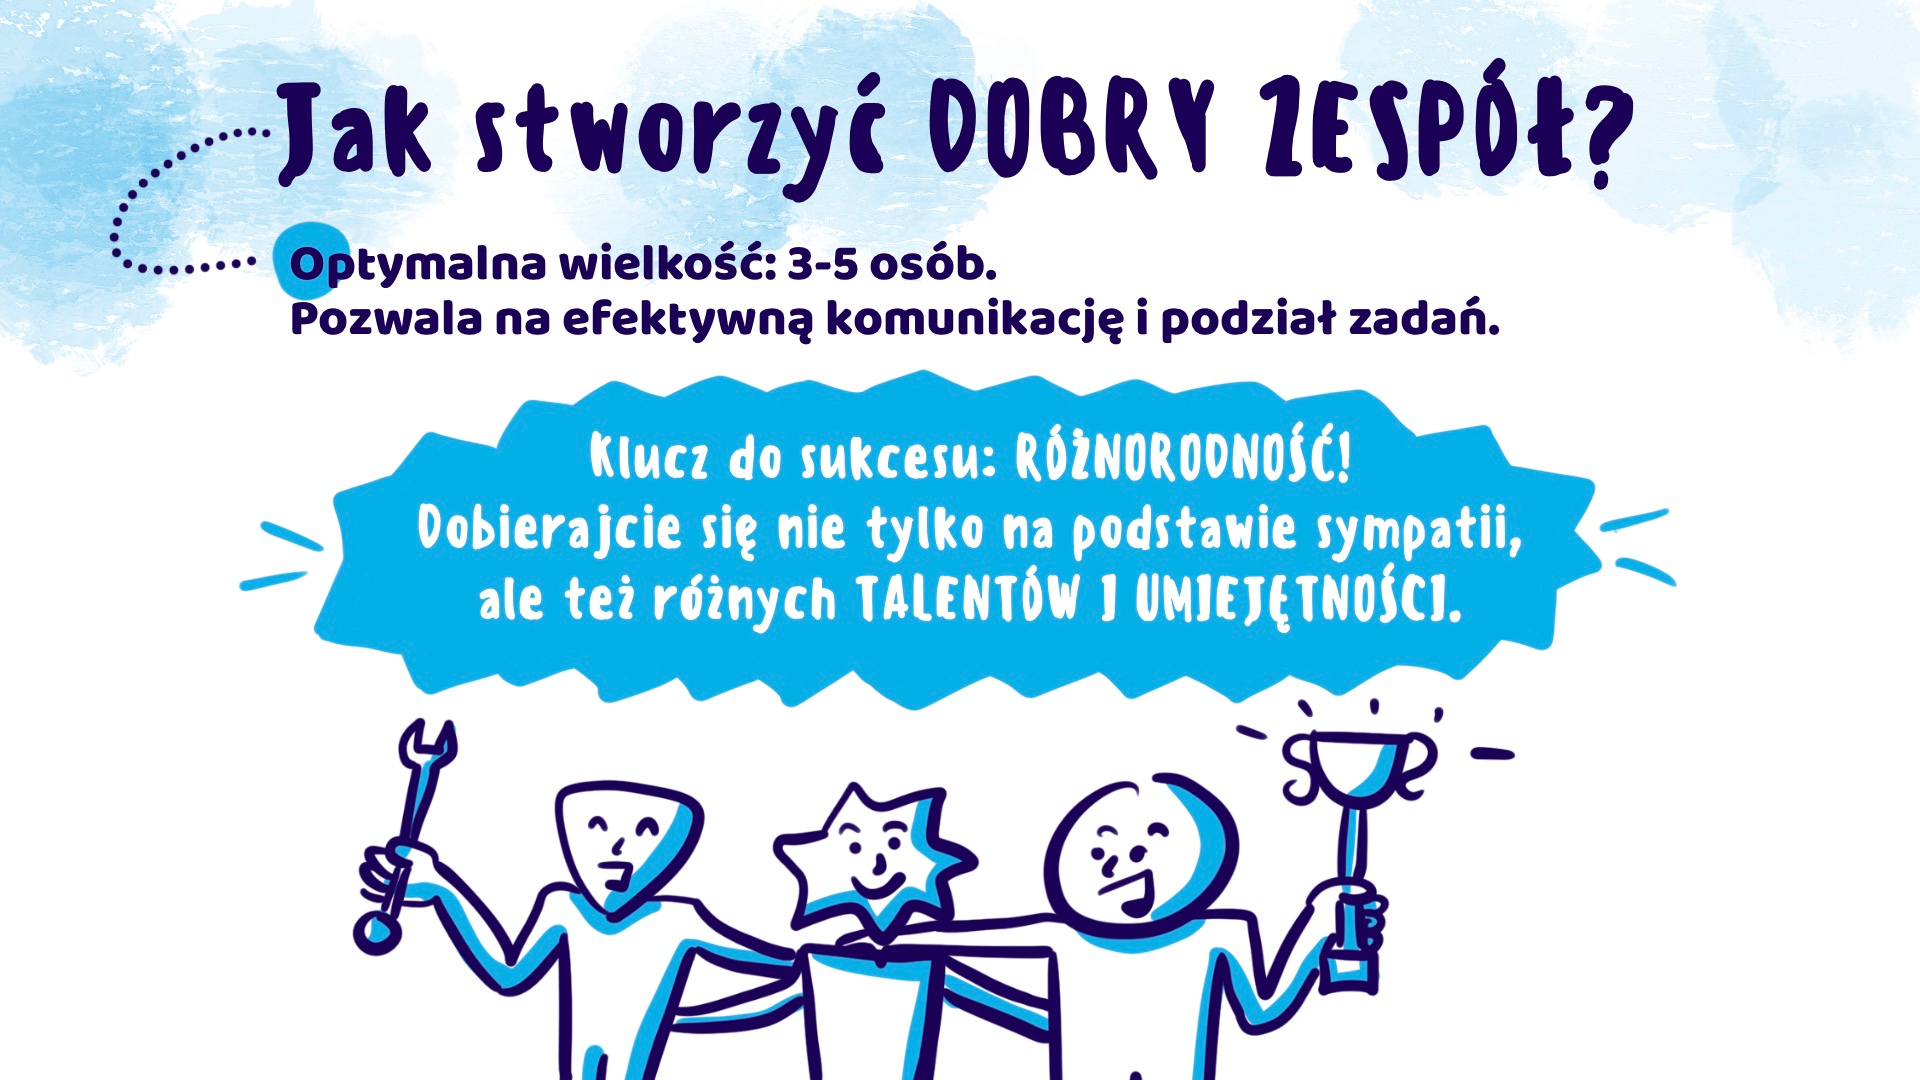 Jak stworzyć DOBRY ZESPÓŁ?
Optymalna wielkość: 3-5 osób.
Pozwala na efektywną komunikację i podział zadań.
Klucz do sukcesu: RÓŻNORODNOŚĆ!
Dobierajcie się nie tylko na podstawie sympatii,
ale też różnych TALENTÓW I UMIEJĘTNOŚCI.